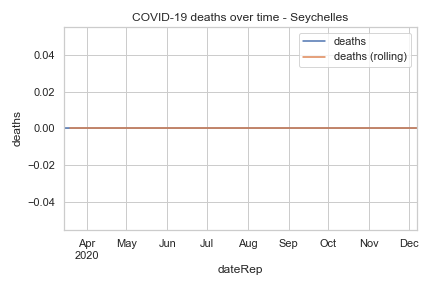 COVID-19 deaths over time - Seychelles
deaths
deaths (rolling)
deaths
0.04
0.02
0.00
−0.02
−0.04
Apr May Jun Jul Aug Sep Oct Nov Dec
2020
dateRep